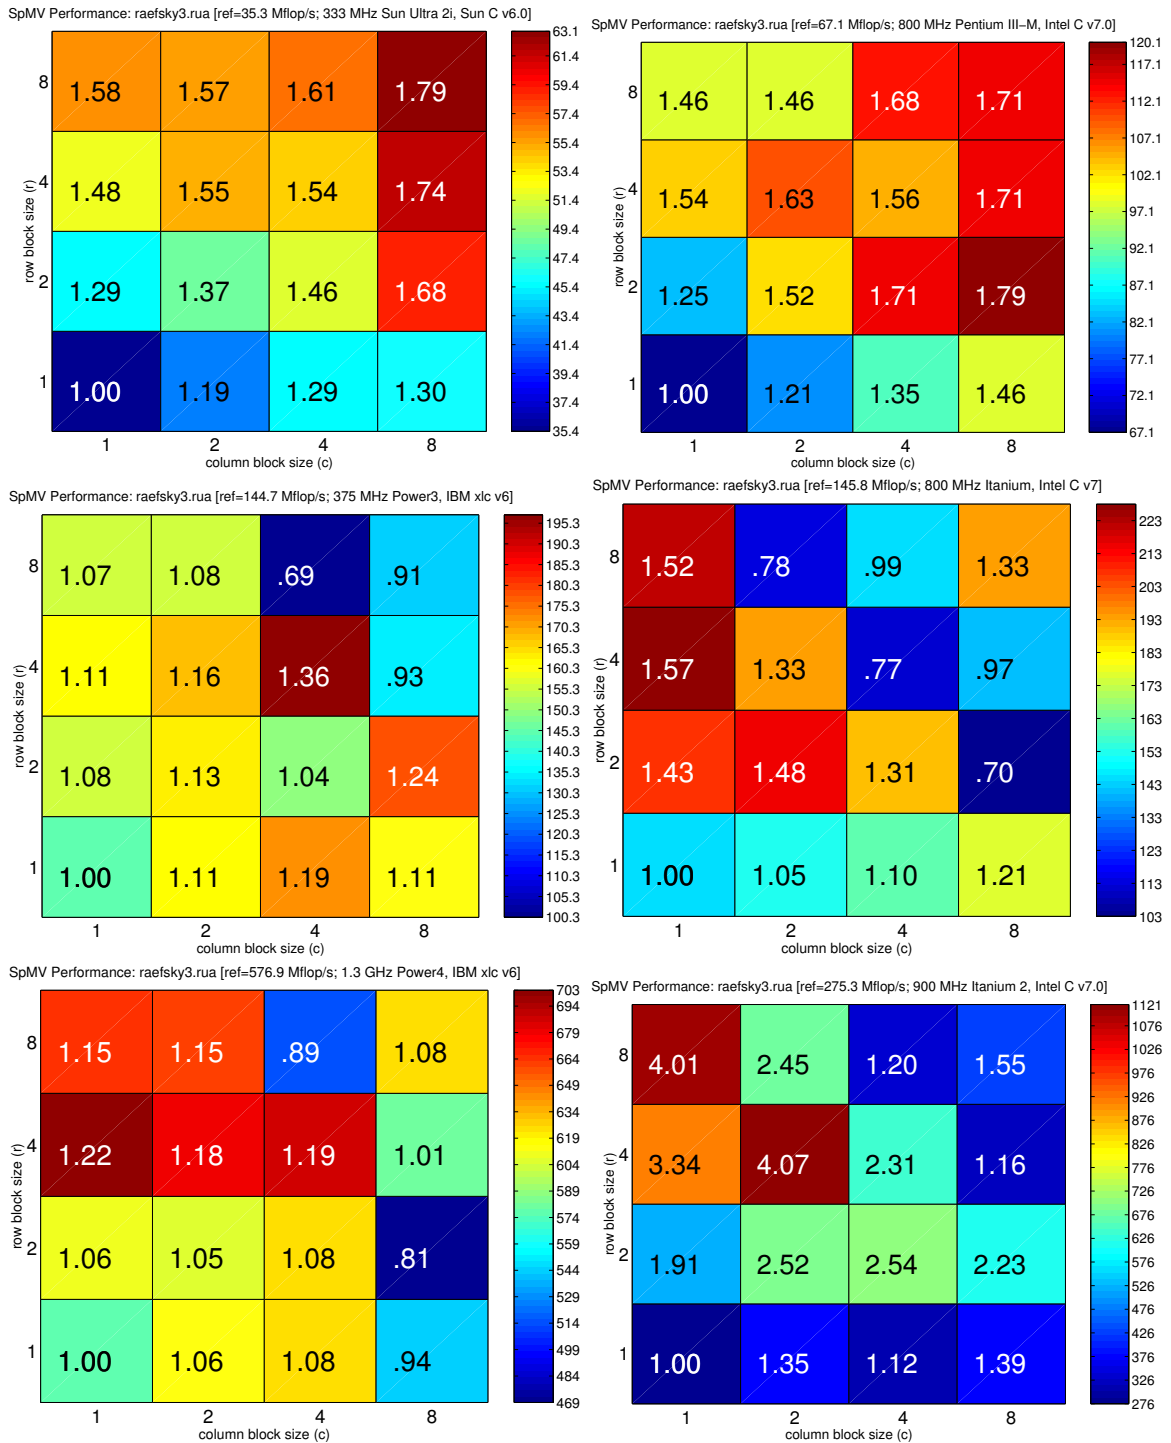 SpMV Performance: raefsky3.rua [ref=35.3 Mflop/s; 333 MHz Sun Ultra 2i, Sun C v6.0]
row block size (r)
8 1.58 1.57 1.61 1.79
4 1.48 1.55 1.54 1.74
2 1.29 1.37 1.46 1.68
1 1.00 1.19 1.29 1.30
1 2 4 8
column block size (c)
63.1
61.4
59.4
57.4
55.4
53.4
51.4
49.4
47.4
45.4
43.4
41.4
39.4
37.4
35.4
SpMV Performance: raefsky3.rua [ref=67.1 Mflop/s; 800 MHz Pentium III−M, Intel C v7.0]
row block size (r)
8 1.46 1.46 1.68 1.71
4 1.54 1.63 1.56 1.71
2 1.25 1.52 1.71 1.79
1 1.00 1.21 1.35 1.46
1 2 4 8
column block size (c)
120.1
117.1
112.1
107.1
102.1
97.1
92.1
87.1
82.1
77.1
72.1
67.1
SpMV Performance: raefsky3.rua [ref=144.7 Mflop/s; 375 MHz Power3, IBM xlc v6]
row block size (r)
8 1.07 1.08 .69 .91
4 1.11 1.16 1.36 .93
2 1.08 1.13 1.04 1.24
1 1.00 1.11 1.19 1.11
1 2 4 8
column block size (c)
195.3
190.3
185.3
180.3
175.3
170.3
165.3
160.3
155.3
150.3
145.3
140.3
135.3
130.3
125.3
120.3
115.3
110.3
105.3
100.3
SpMV Performance: raefsky3.rua [ref=145.8 Mflop/s; 800 MHz Itanium, Intel C v7]
row block size (r)
8 1.52 .78 .99 1.33
4 1.57 1.33 .77 .97
2 1.43 1.48 1.31 .70
1 1.00 1.05 1.10 1.21
1 2 4 8
column block size (c)
223
213
203
193
183
173
163
153
143
133
123
113
103
SpMV Performance: raefsky3.rua [ref=576.9 Mflop/s; 1.3 GHz Power4, IBM xlc v6]
row block size (r)
8 1.15 1.15 .89 1.08
4 1.22 1.18 1.19 1.01
2 1.06 1.05 1.08 .81
1 1.00 1.06 1.08 .94
1 2 4 8
column block size (c)
703
694
679
664
649
634
619
604
589
574
559
544
529
514
499
484
469
SpMV Performance: raefsky3.rua [ref=275.3 Mflop/s; 900 MHz Itanium 2, Intel C v7.0]
row block size (r)
8 4.01 2.45 1.20 1.55
4 3.34 4.07 2.31 1.16
2 1.91 2.52 2.54 2.23
1 1.00 1.35 1.12 1.39
1 2 4 8
column block size (c)
1121
1076
1026
976
926
876
826
776
726
676
626
576
526
476
426
376
326
276